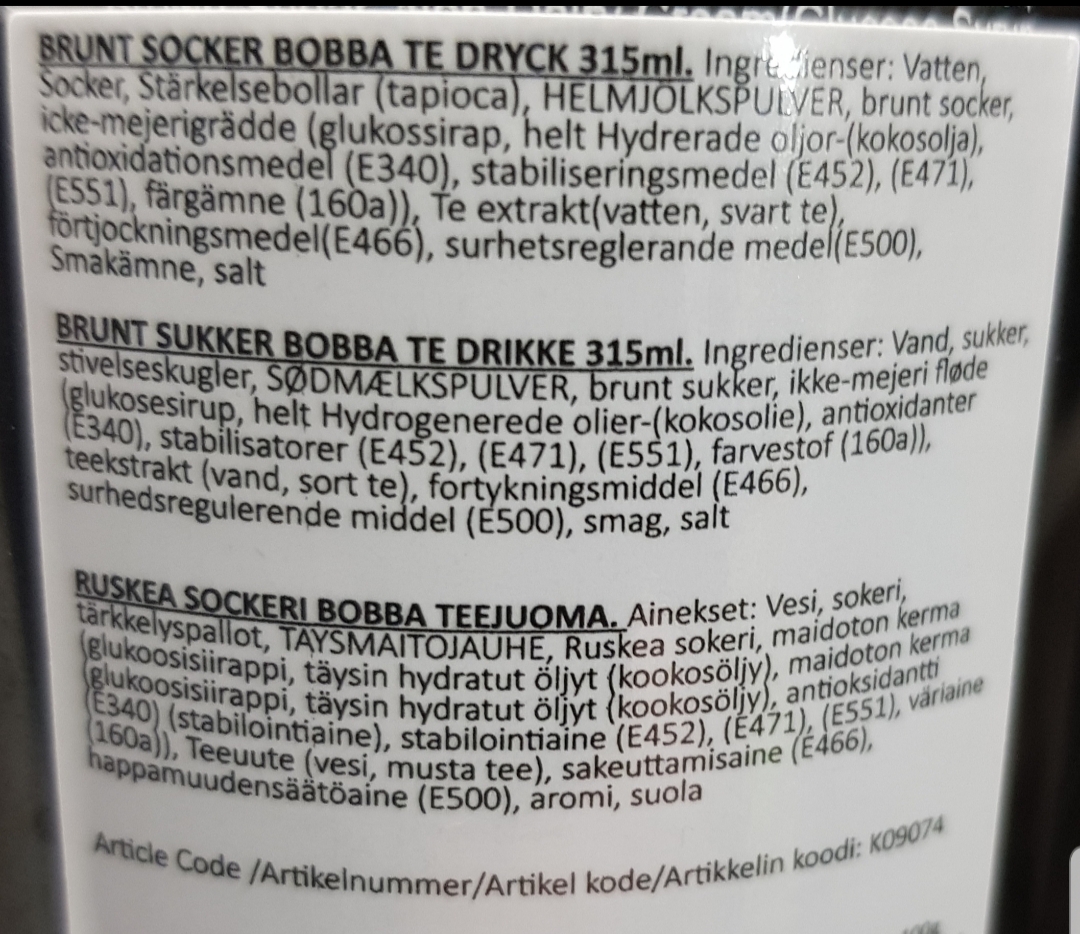 BRUNT SOCKER BOBBA TE DRYCK 315ml. Ingredienser: Vatten,
Socker, Stärkelsebollar (tapioca), HELMJÖLKSPULVER, brunt socker,
icke-mejerigrädde (glukossirap, helt Hydrerade oljor-(kokosolja),
antioxidationsmedel (E340), stabiliseringsmedel (E452), (E471),
(E551), färgämne (160a)), Te extrakt(vatten, svart te),
förtjockningsmedel(E466), surhetsreglerande medel(E500),
Smakämne, salt
BRUNT SUKKER BOBBA TE DRIKKE 315ml. Ingredienser: Vand, sukker,
stivelseskugler, SØDMÆLKSPULVER, brunt sukker, ikke-mejeri fløde
(glukosesirup, helt Hydrogenerede olier-(kokosolie), antioxidanter
(E340), stabilisatorer (E452), (E471), (E551), farvestof (160a)),
teekstrakt (vand, sort te), fortykningsmiddel (E466),
surhedsregulerende middel (E500), smag, salt
RUSKEA SOCKERI BOBBA TEEJUOMA. Ainekset: Vesi, sokeri,
tärkkelyspallot, TAYSMAITOJAUHE, Ruskea sokeri, maidoton kerma
(glukoosisiirappi, täysin hydratut öljyt (kookosöljy), maidoton kerma
(glukoosisiirappi, täysin hydratut öljyt (kookosöljy), antioksidantti
(E340) (stabilointiaine), stabilointiaine (E452), (E471), (E551), väriaine
(160a)), Teeuute (vesi, musta tee), sakeuttamisaine (E466),
happamuudensäätöaine (E500), aromi, suola
Article Code /Artikelnummer/Artikel kode/Artikkelin koodi: K09074